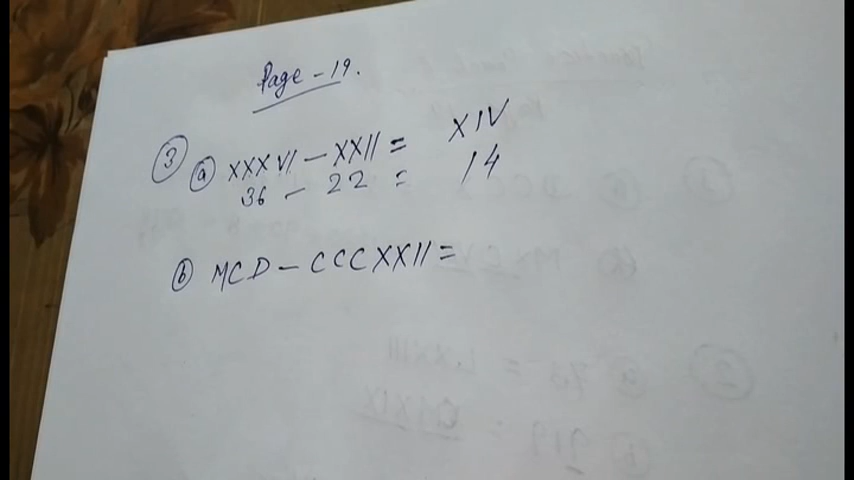 Page - 19.
③ ⓐ XXXVI - XXII = XIV
36 - 22 = 14
ⓑ MCD - CCCXXII =